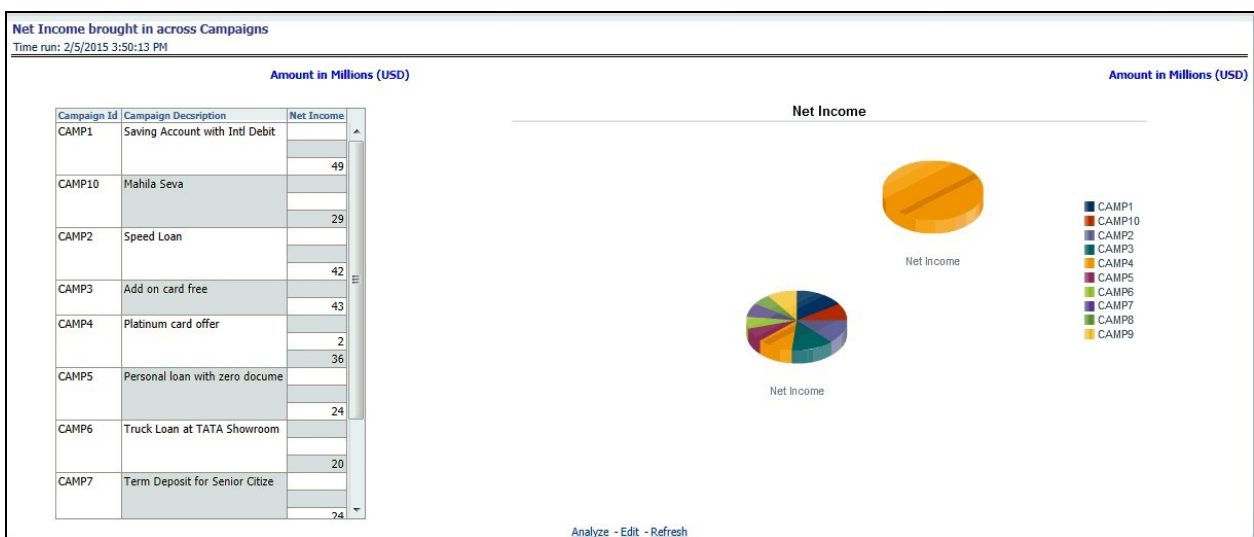 Net Income brought in across Campaigns
Time run: 2/5/2015 3:50:13 PM
Amount in Millions (USD)
Amount in Millions (USD)
Campaign Id Campaign Decsription Net Income
CAMP1 Saving Account with Intl Debit
49
CAMP10 Mahila Seva
29
CAMP2 Speed Loan
42
CAMP3 Add on card free
43
CAMP4 Platinum card offer
2
36
CAMP5 Personal loan with zero docume
24
CAMP6 Truck Loan at TATA Showroom
20
CAMP7 Term Deposit for Senior Citize
24
Net Income
Net Income
Net Income
CAMP1
CAMP10
CAMP2
CAMP3
CAMP4
CAMP5
CAMP6
CAMP7
CAMP8
CAMP9
Analyze - Edit - Refresh